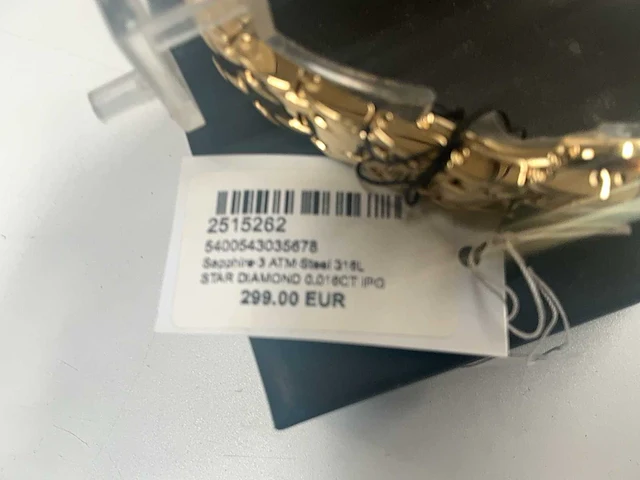 2515262
5400543035678
Sapphire 3 ATM Steel 316L
STAR DIAMOND 0,016CT IPG
299.00 EUR